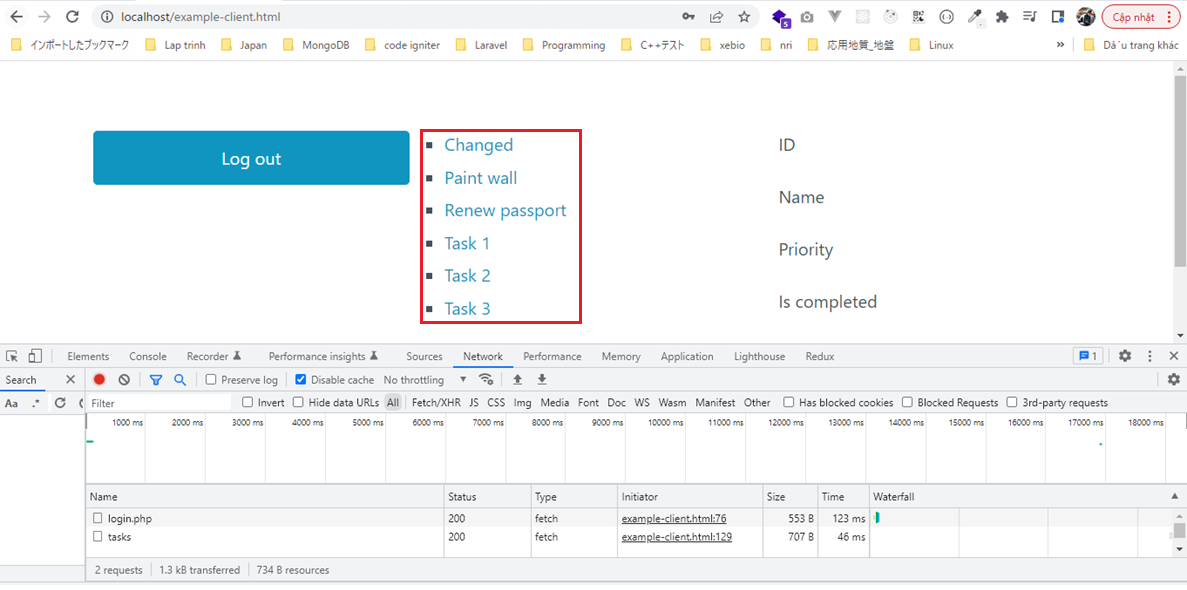 localhost/example-client.html
5
Cập nhật
インポートしたブックマーク Lap trinh Japan MongoDB code igniter Laravel Programming C++テスト xebio nri 応用地質_地盤 Linux » Dấu trang khác
Log out
Changed
Paint wall
Renew passport
Task 1
Task 2
Task 3
ID
Name
Priority
Is completed
Elements Console Recorder Performance insights Sources Network Performance Memory Application Lighthouse Redux 1
Search Preserve log Disable cache No throttling
Aa .* Filter Invert Hide data URLs All Fetch/XHR JS CSS Img Media Font Doc WS Wasm Manifest Other Has blocked cookies Blocked Requests 3rd-party requests
1000 ms 2000 ms 3000 ms 4000 ms 5000 ms 6000 ms 7000 ms 8000 ms 9000 ms 10000 ms 11000 ms 12000 ms 13000 ms 14000 ms 15000 ms 16000 ms 17000 ms 18000 ms
Name Status Type Initiator Size Time Waterfall
login.php 200 fetch example-client.html:76 553 B 123 ms
tasks 200 fetch example-client.html:129 707 B 46 ms
2 requests 1.3 kB transferred 734 B resources